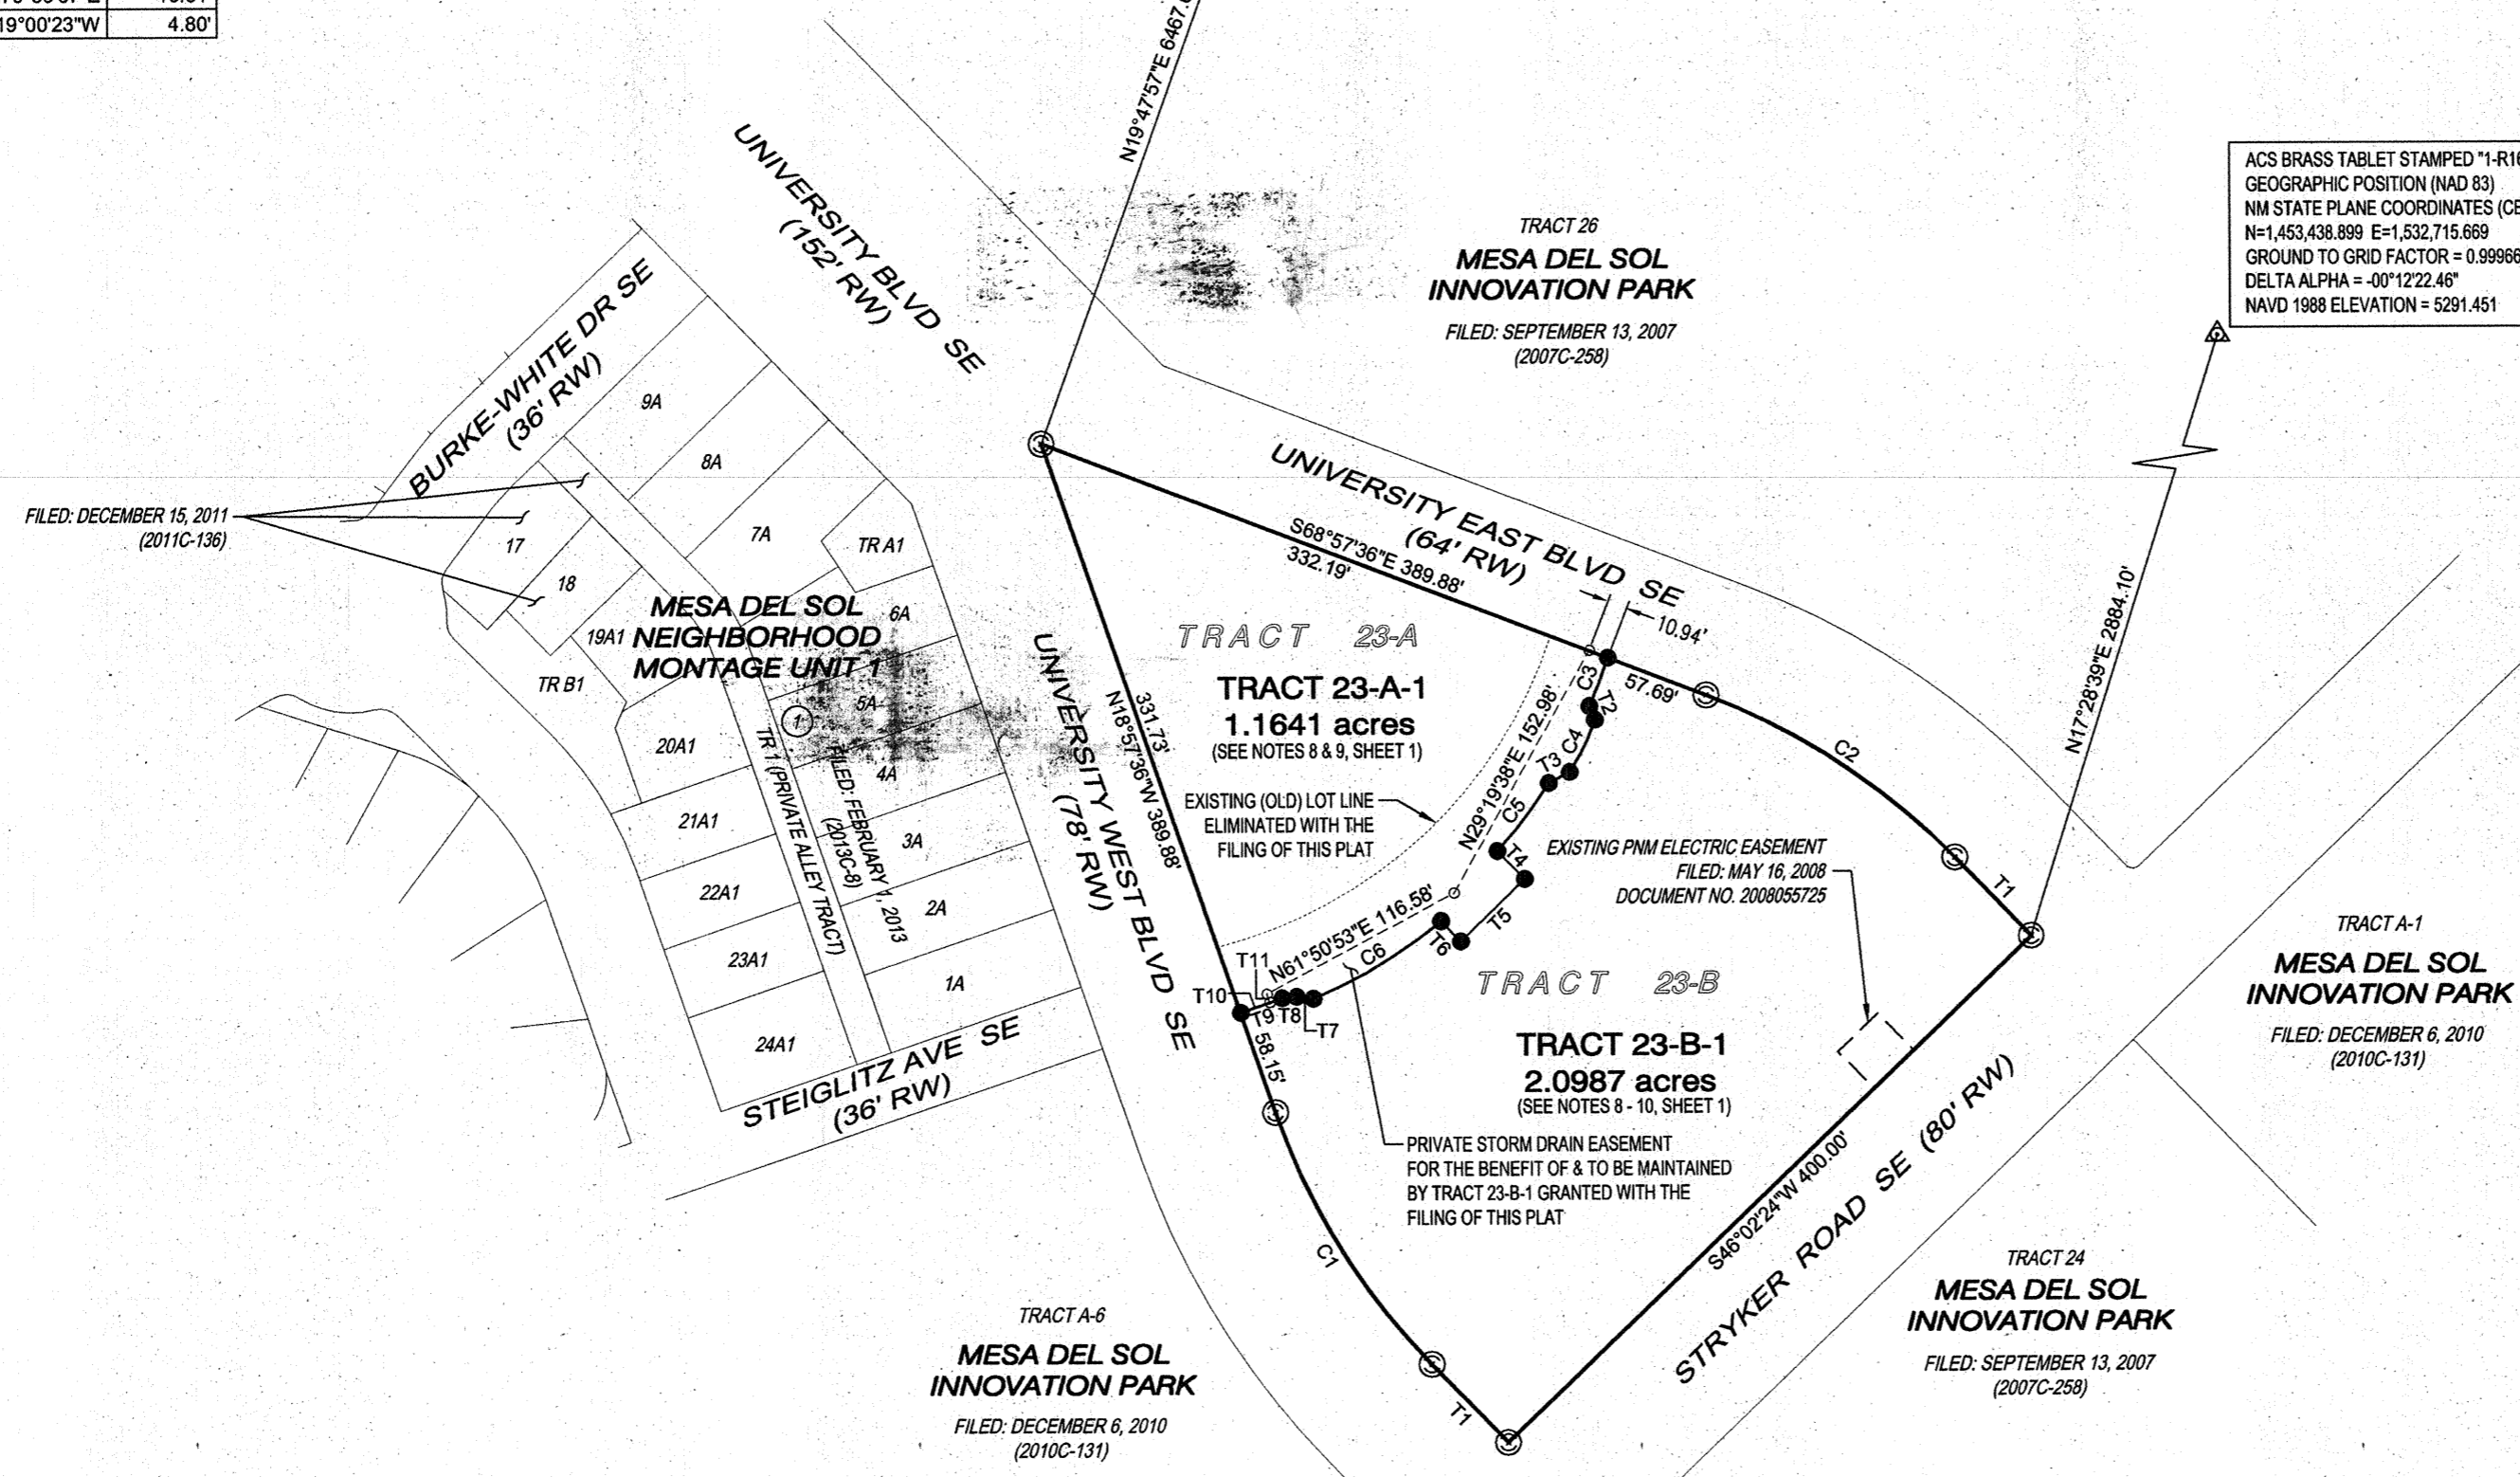 19°00'23"W 4.80'
N19°47'57"E 6467.
UNIVERSITY BLVD SE
(152' RW)
TRACT 26
MESA DEL SOL
INNOVATION PARK
FILED: SEPTEMBER 13, 2007
(2007C-258)
ACS BRASS TABLET STAMPED "1-R16
GEOGRAPHIC POSITION (NAD 83)
NM STATE PLANE COORDINATES (CE
N=1,453,438.899 E=1,532,715.669
GROUND TO GRID FACTOR = 0.99966
DELTA ALPHA = -00°12'22.46"
NAVD 1988 ELEVATION = 5291.451
BURKE-WHITE DR SE
(36' RW)
9A
8A
7A
TR A1
FILED: DECEMBER 15, 2011
(2011C-136)
17
18
MESA DEL SOL
NEIGHBORHOOD
MONTAGE UNIT 1
6A
19A1
TR B1
5A
1
20A1
4A
21A1
3A
22A1
2A
23A1
1A
24A1
TR 1 (PRIVATE ALLEY TRACT)
FILED: FEBRUARY 1, 2013
(2013C-8)
STEIGLITZ AVE SE
(36' RW)
UNIVERSITY WEST BLVD SE
(78' RW)
331.73'
N18°57'36"W 389.88'
58.15'
UNIVERSITY EAST BLVD SE
(64' RW)
S68°57'36"E 389.88'
332.19'
10.94'
57.69'
TRACT 23-A
TRACT 23-A-1
1.1641 acres
(SEE NOTES 8 & 9, SHEET 1)
EXISTING (OLD) LOT LINE
ELIMINATED WITH THE
FILING OF THIS PLAT
N29°19'38"E 152.98'
C3
T2
C4
T3
C5
T4
T5
T6
C6
N61°50'53"E 116.58'
T11
T10
T9
T8
T7
C2
T1
N17°28'39"E 2884.10'
EXISTING PNM ELECTRIC EASEMENT
FILED: MAY 16, 2008
DOCUMENT NO. 2008055725
TRACT 23-B
TRACT 23-B-1
2.0987 acres
(SEE NOTES 8 - 10, SHEET 1)
PRIVATE STORM DRAIN EASEMENT
FOR THE BENEFIT OF & TO BE MAINTAINED
BY TRACT 23-B-1 GRANTED WITH THE
FILING OF THIS PLAT
TRACT A-1
MESA DEL SOL
INNOVATION PARK
FILED: DECEMBER 6, 2010
(2010C-131)
S46°02'24"W 400.00'
STRYKER ROAD SE (80' RW)
C1
T1
TRACT A-6
MESA DEL SOL
INNOVATION PARK
FILED: DECEMBER 6, 2010
(2010C-131)
TRACT 24
MESA DEL SOL
INNOVATION PARK
FILED: SEPTEMBER 13, 2007
(2007C-258)